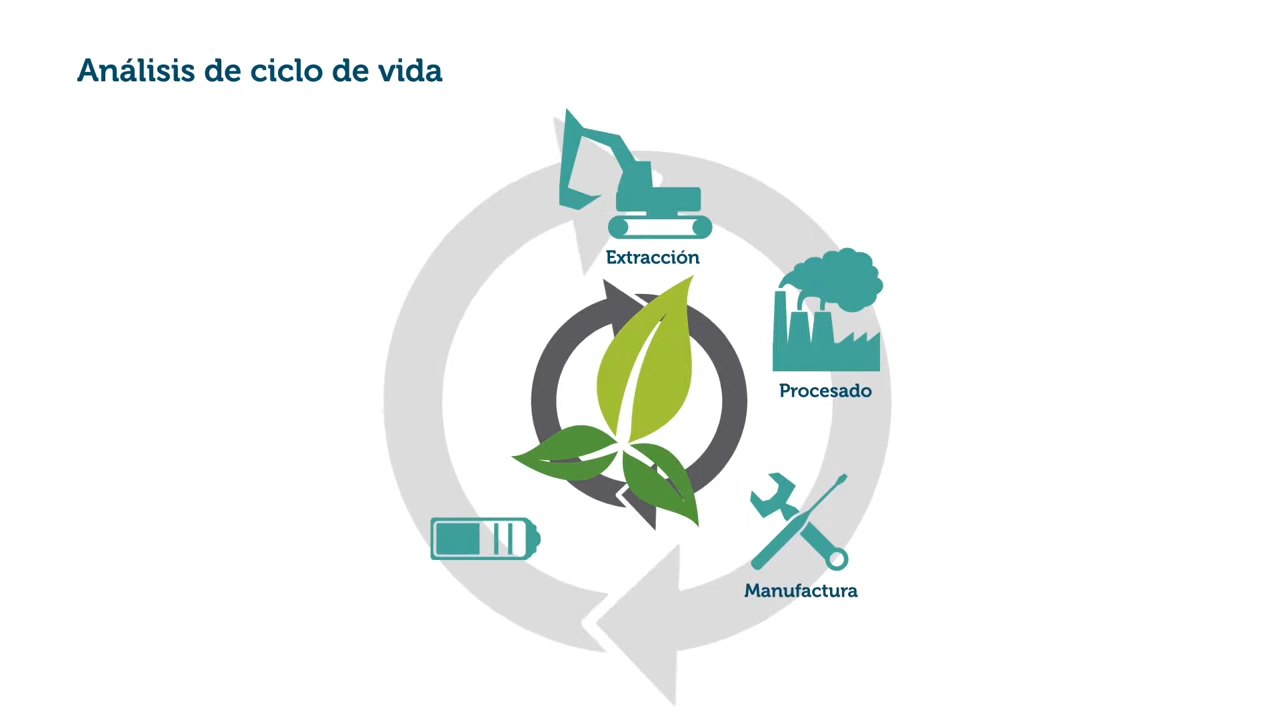 Análisis de ciclo de vida
Extracción
Procesado
Manufactura